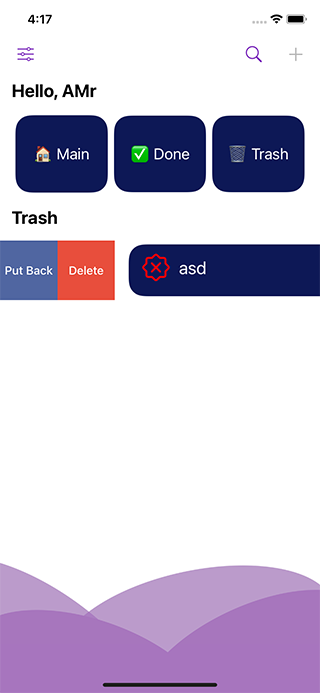 4:17
Hello, AMr
Main
Done
Trash
Trash
Put Back
Delete
asd